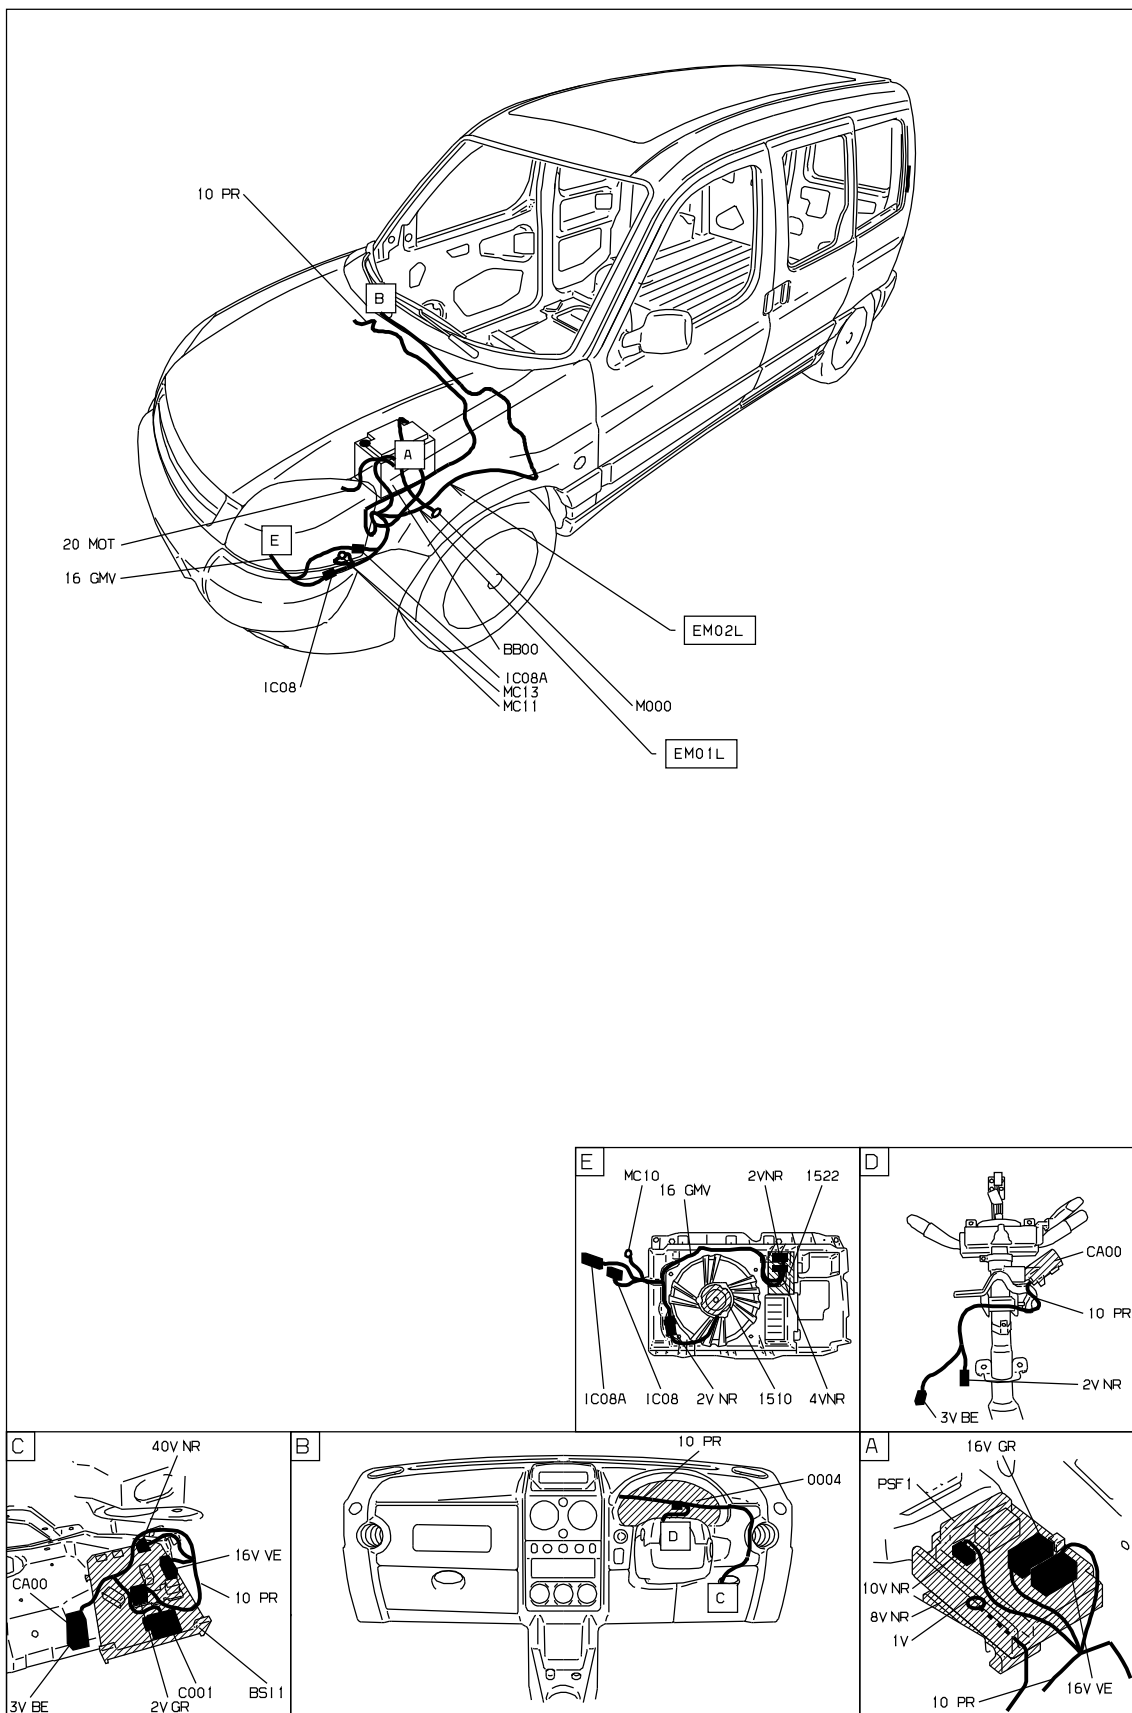 10 PR
B
A
20 MOT
E
16 GMV
EM02L
BB00
IC08A
IC08
MC13
MC11
M000
EM01L
E
MC10
16 GMV
2VNR
1522
IC08A
IC08
2V NR
1510
4VNR
D
CA00
10 PR
2V NR
3V BE
C
40V NR
16V VE
CA00
10 PR
3V BE
C001
2V GR
BSI1
B
10 PR
0004
D
C
A
16V GR
PSF1
10V NR
8V NR
1V
16V VE
10 PR